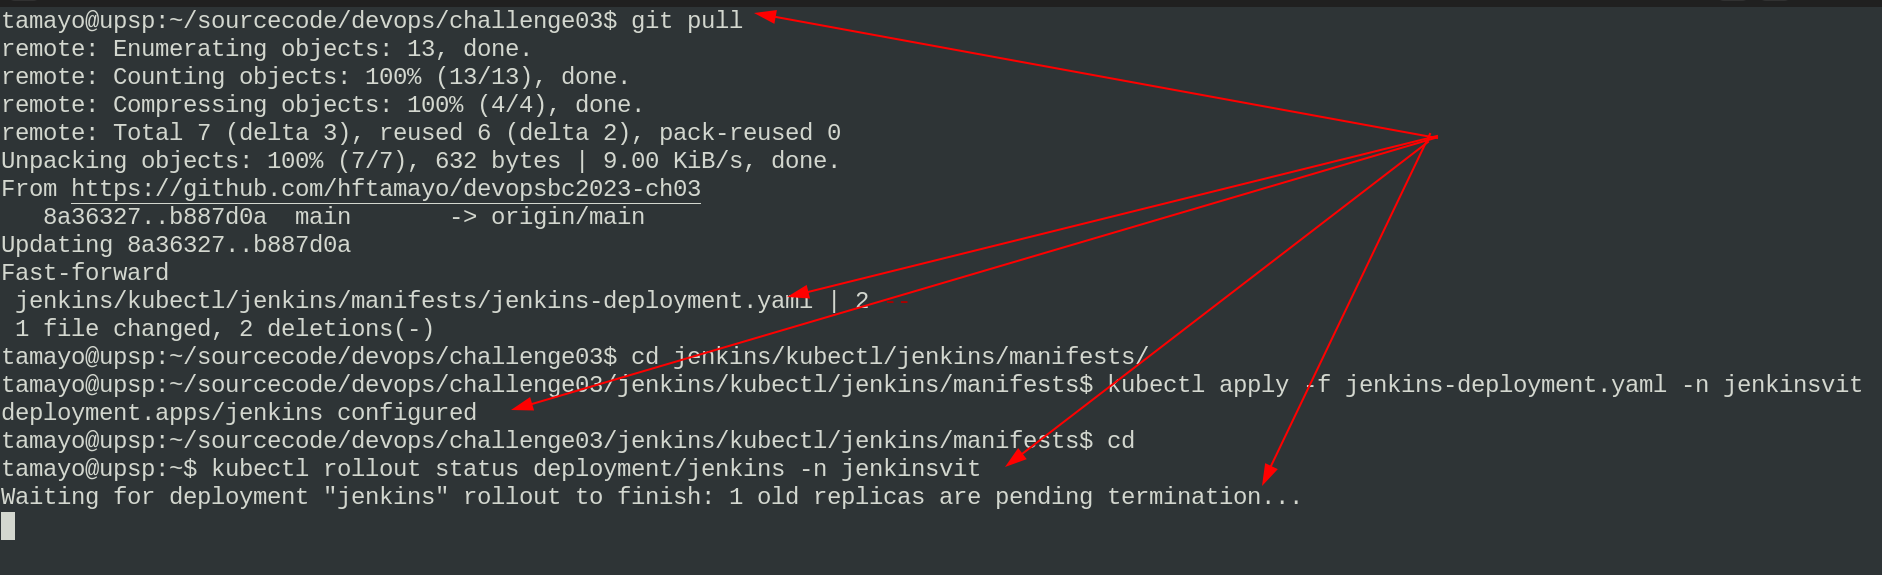 tamayo@upsp:~/sourcecode/devops/challenge03$ git pull
remote: Enumerating objects: 13, done.
remote: Counting objects: 100% (13/13), done.
remote: Compressing objects: 100% (4/4), done.
remote: Total 7 (delta 3), reused 6 (delta 2), pack-reused 0
Unpacking objects: 100% (7/7), 632 bytes | 9.00 KiB/s, done.
From https://github.com/hftamayo/devopsbc2023-ch03
   8a36327..b887d0a  main       -> origin/main
Updating 8a36327..b887d0a
Fast-forward
 jenkins/kubectl/jenkins/manifests/jenkins-deployment.yaml | 2 --
 1 file changed, 2 deletions(-)
tamayo@upsp:~/sourcecode/devops/challenge03$ cd jenkins/kubectl/jenkins/manifests/
tamayo@upsp:~/sourcecode/devops/challenge03/jenkins/kubectl/jenkins/manifests$ kubectl apply -f jenkins-deployment.yaml -n jenkinsvit
deployment.apps/jenkins configured
tamayo@upsp:~/sourcecode/devops/challenge03/jenkins/kubectl/jenkins/manifests$ cd
tamayo@upsp:~$ kubectl rollout status deployment/jenkins -n jenkinsvit
Waiting for deployment "jenkins" rollout to finish: 1 old replicas are pending termination...